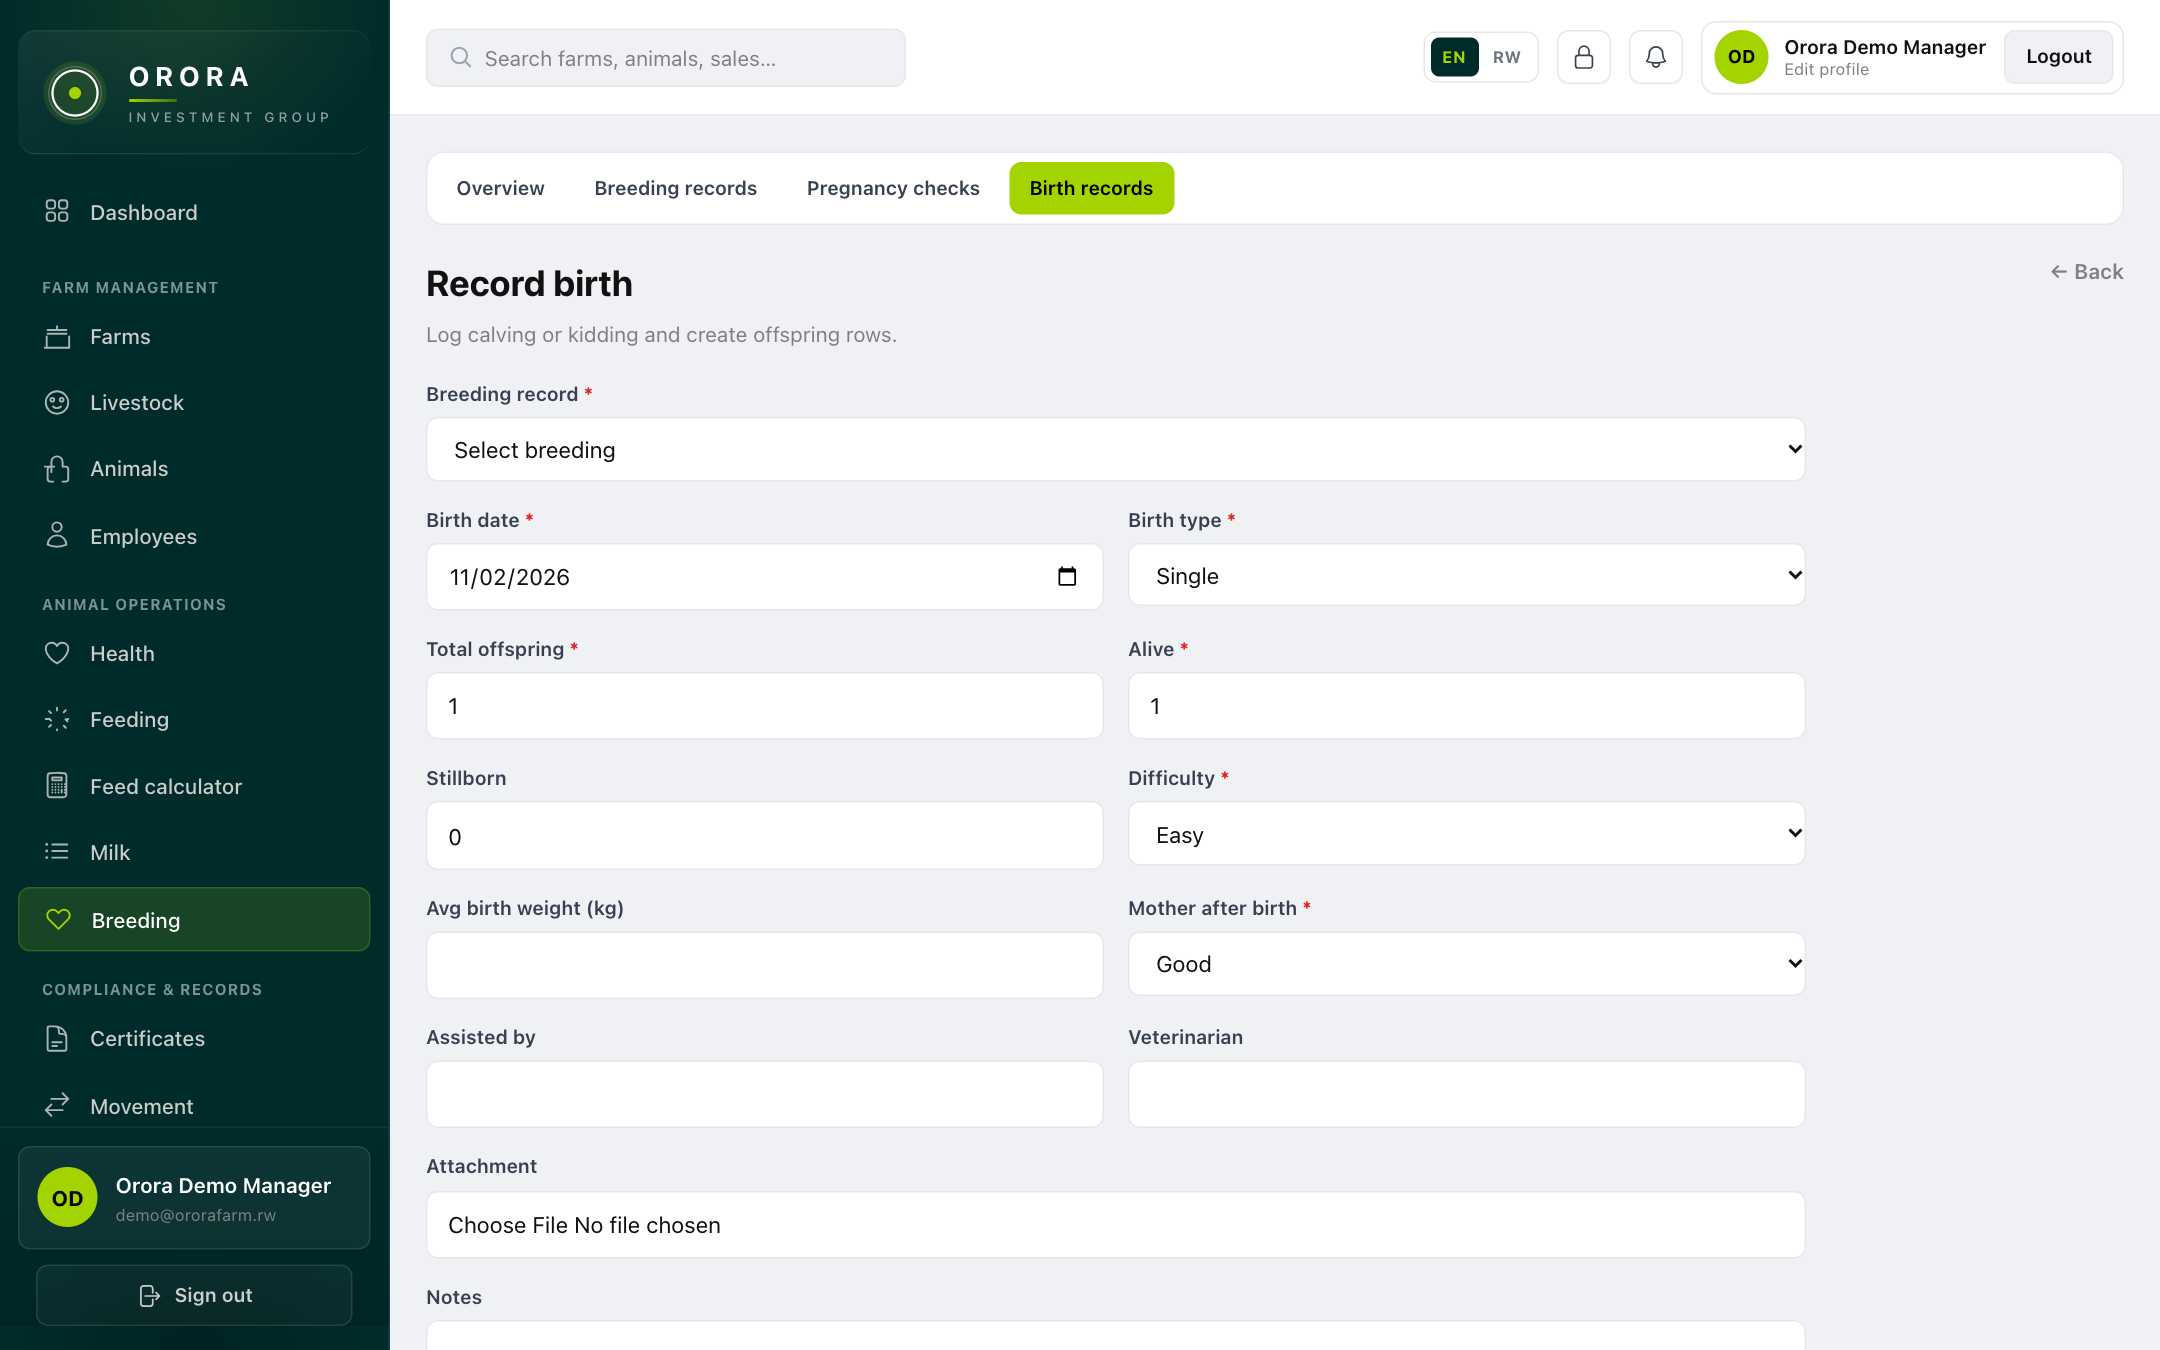 ORORA
INVESTMENT GROUP
Dashboard
FARM MANAGEMENT
Farms
Livestock
Animals
Employees
ANIMAL OPERATIONS
Health
Feeding
Feed calculator
Milk
Breeding
COMPLIANCE & RECORDS
Certificates
Movement
OD
Orora Demo Manager
demo@ororafarm.rw
Sign out
Search farms, animals, sales...
EN RW
OD
Orora Demo Manager
Edit profile
Logout
Overview Breeding records Pregnancy checks Birth records
Record birth
← Back
Log calving or kidding and create offspring rows.
Breeding record *
Select breeding
Birth date * Birth type *
11/02/2026 Single
Total offspring * Alive *
1 1
Stillborn Difficulty *
0 Easy
Avg birth weight (kg) Mother after birth *
Good
Assisted by Veterinarian
Attachment
Choose File No file chosen
Notes